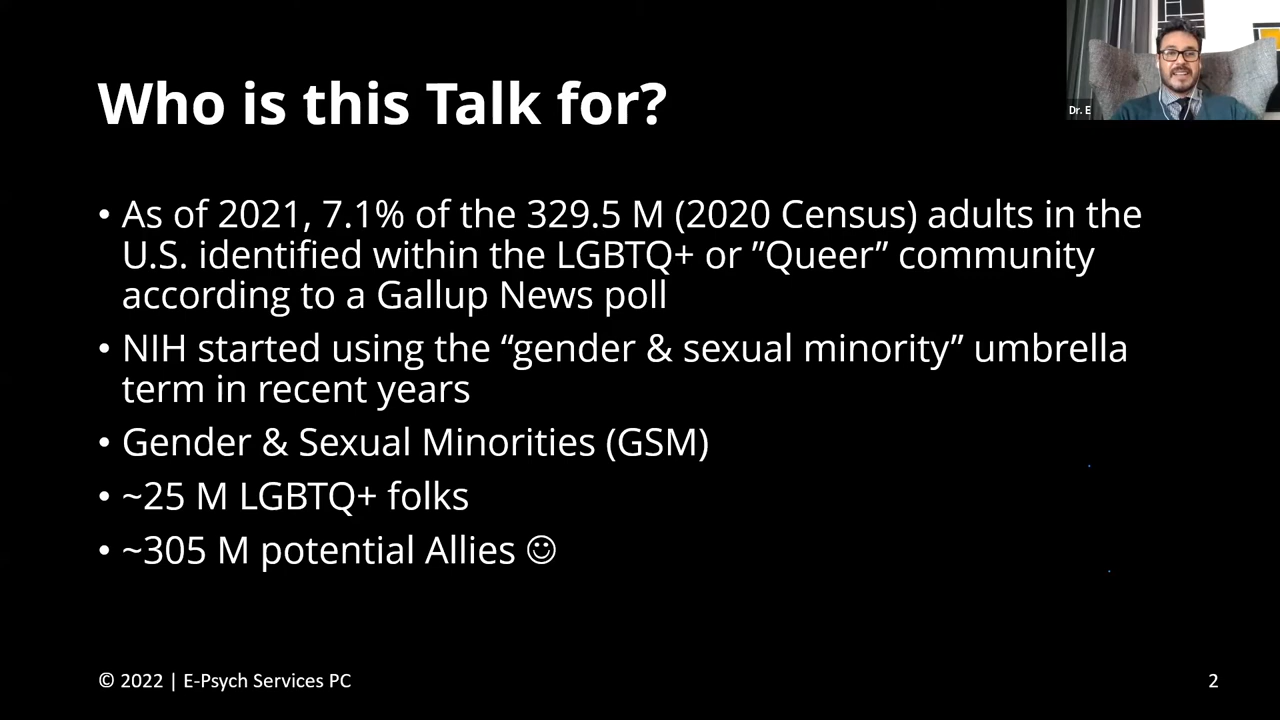 Who is this Talk for?
Dr. E
• As of 2021, 7.1% of the 329.5 M (2020 Census) adults in the
U.S. identified within the LGBTQ+ or ”Queer” community
according to a Gallup News poll
• NIH started using the “gender & sexual minority” umbrella
term in recent years
• Gender & Sexual Minorities (GSM)
• ~25 M LGBTQ+ folks
• ~305 M potential Allies ☺
© 2022 | E-Psych Services PC
2